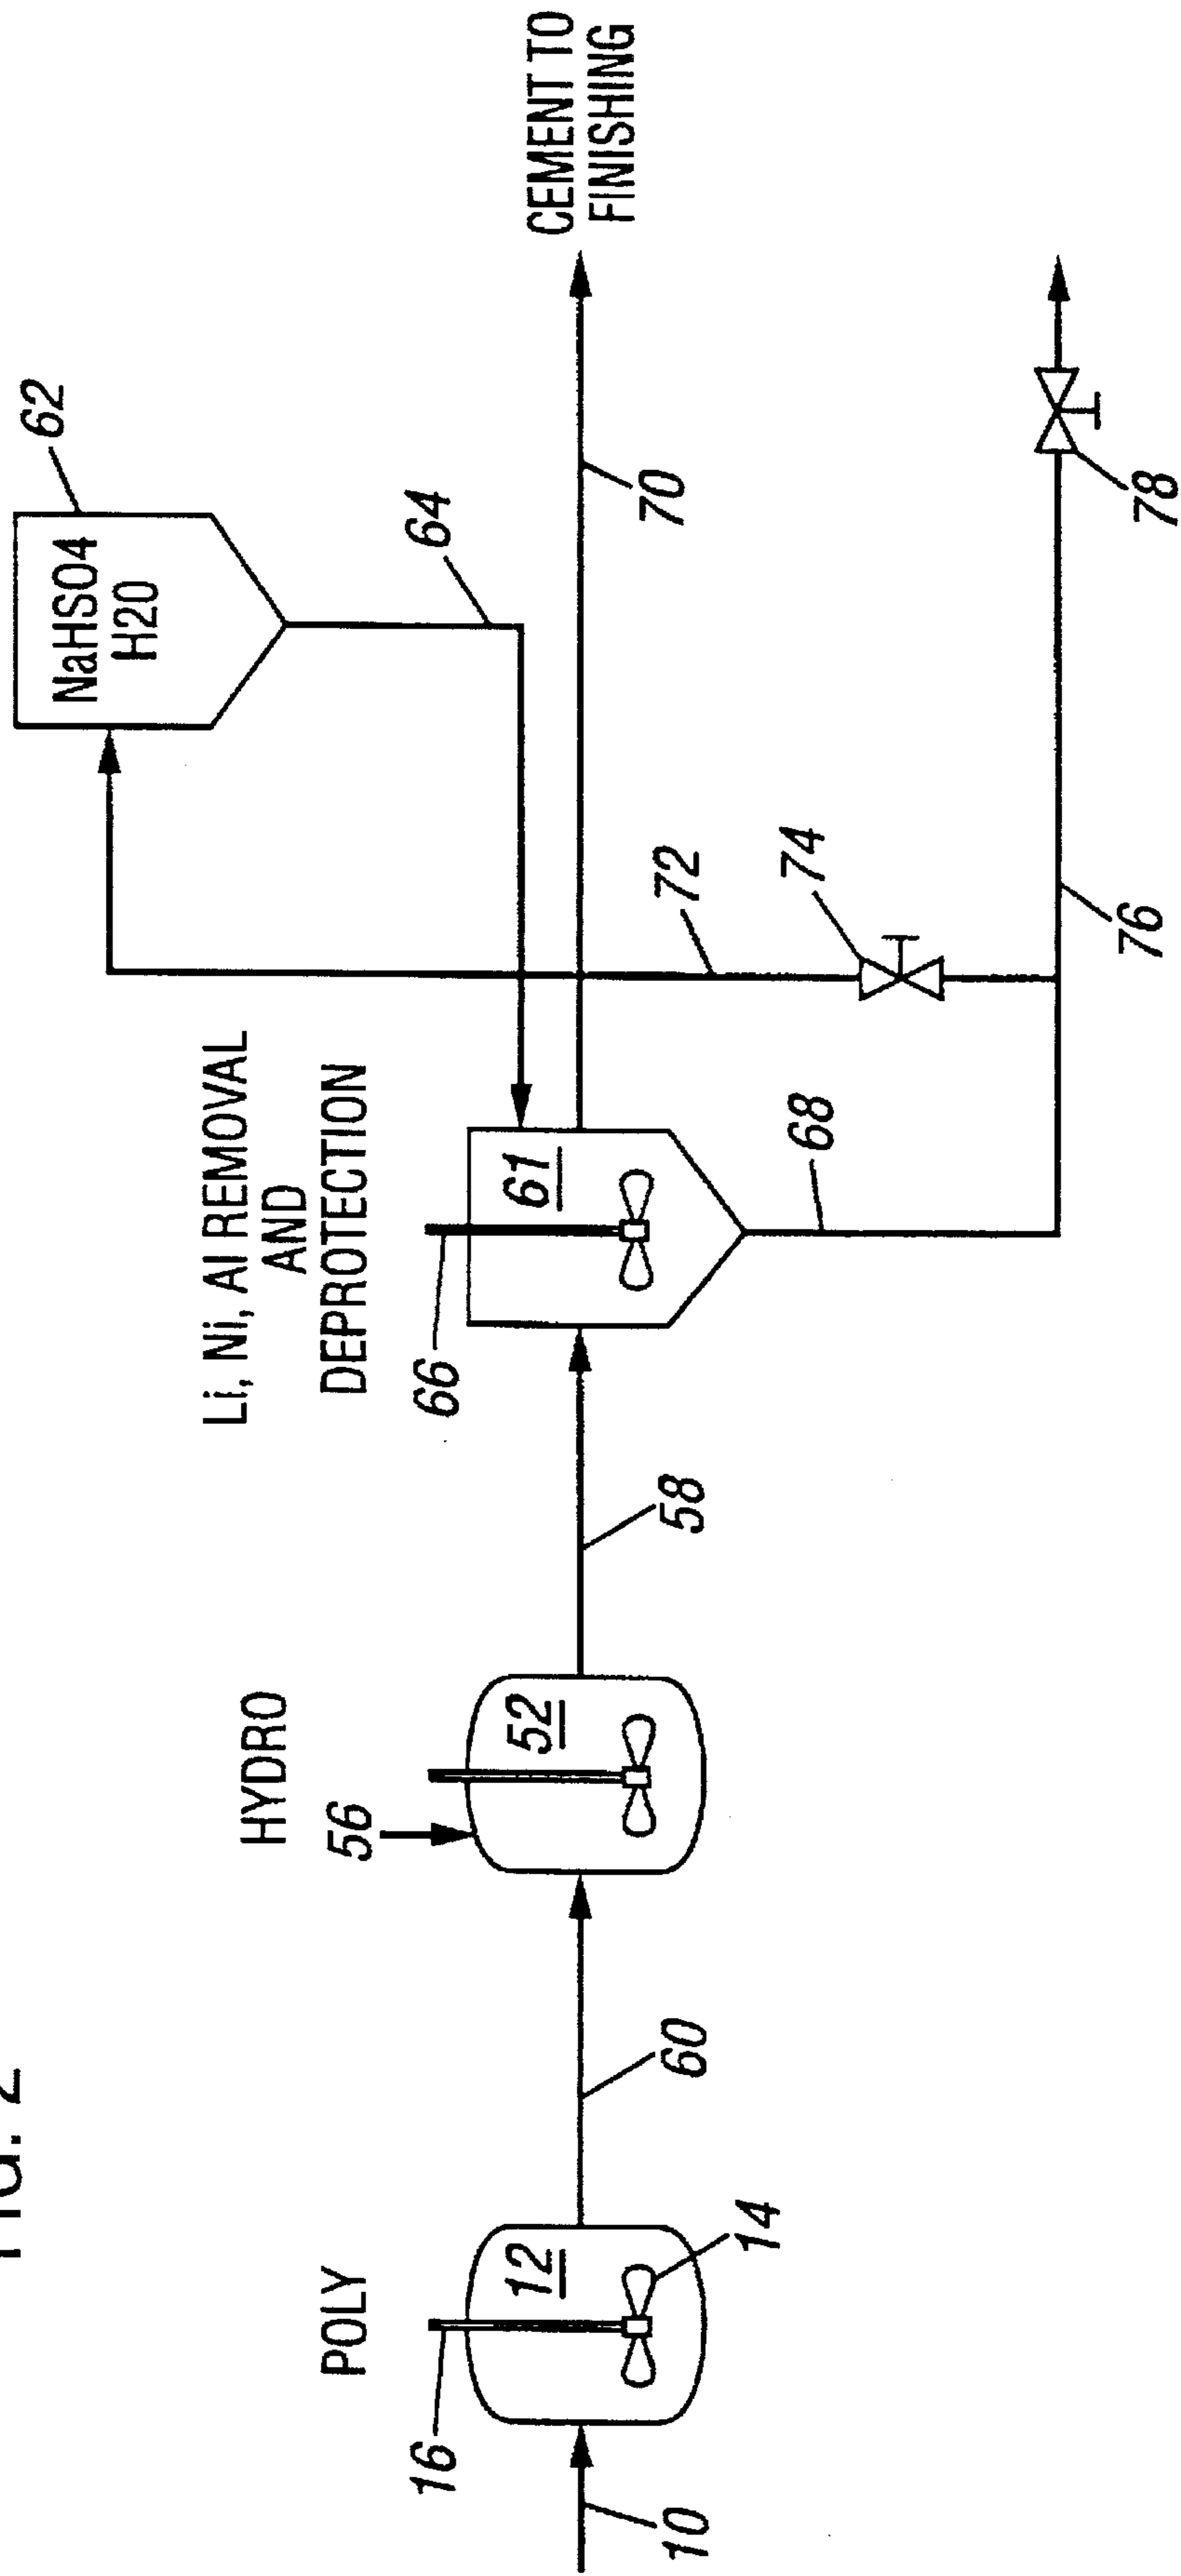 FIG. 2
POLY
16
12
14
10
60
HYDRO
56
52
58
Li, Ni, Al REMOVAL
AND
DEPROTECTION
66
61
68
NaHSO4
H2O
62
64
72
74
70
76
78
CEMENT TO
FINISHING